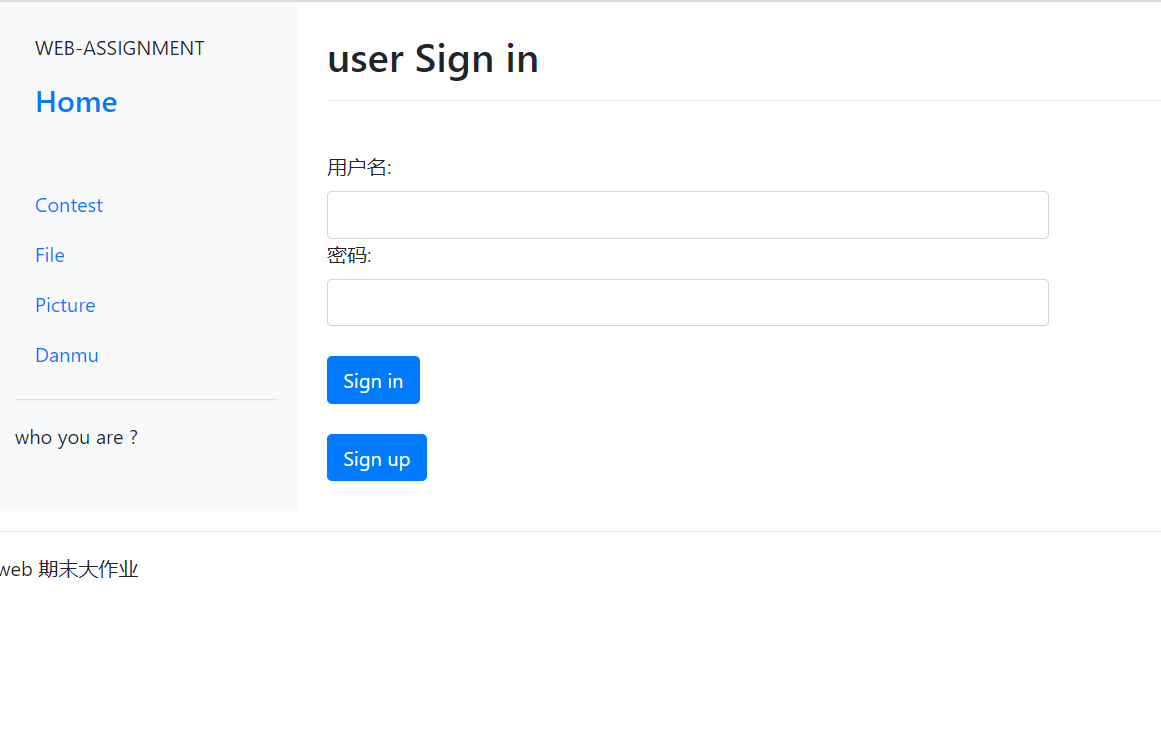 WEB-ASSIGNMENT
Home
Contest
File
Picture
Danmu
who you are ?
user Sign in
用户名:
密码:
Sign in
Sign up
web 期末大作业